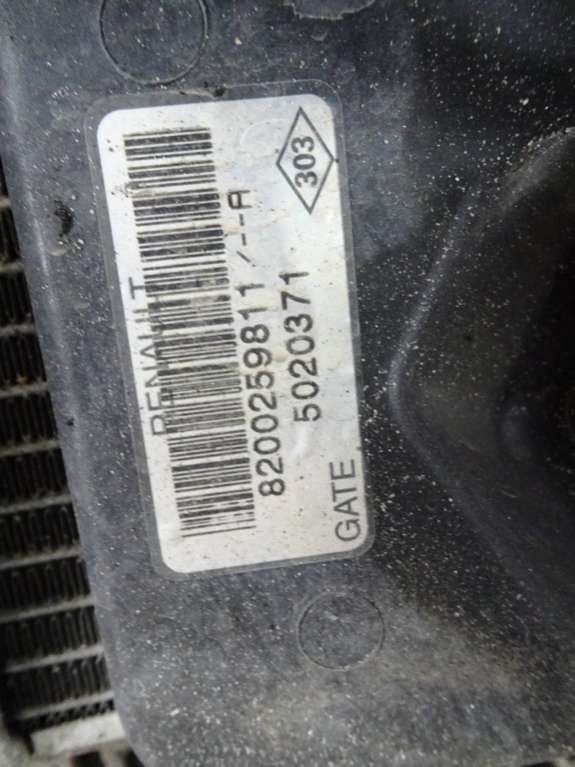 RENAULT
8200259811 /--A
5020371
GATE
303